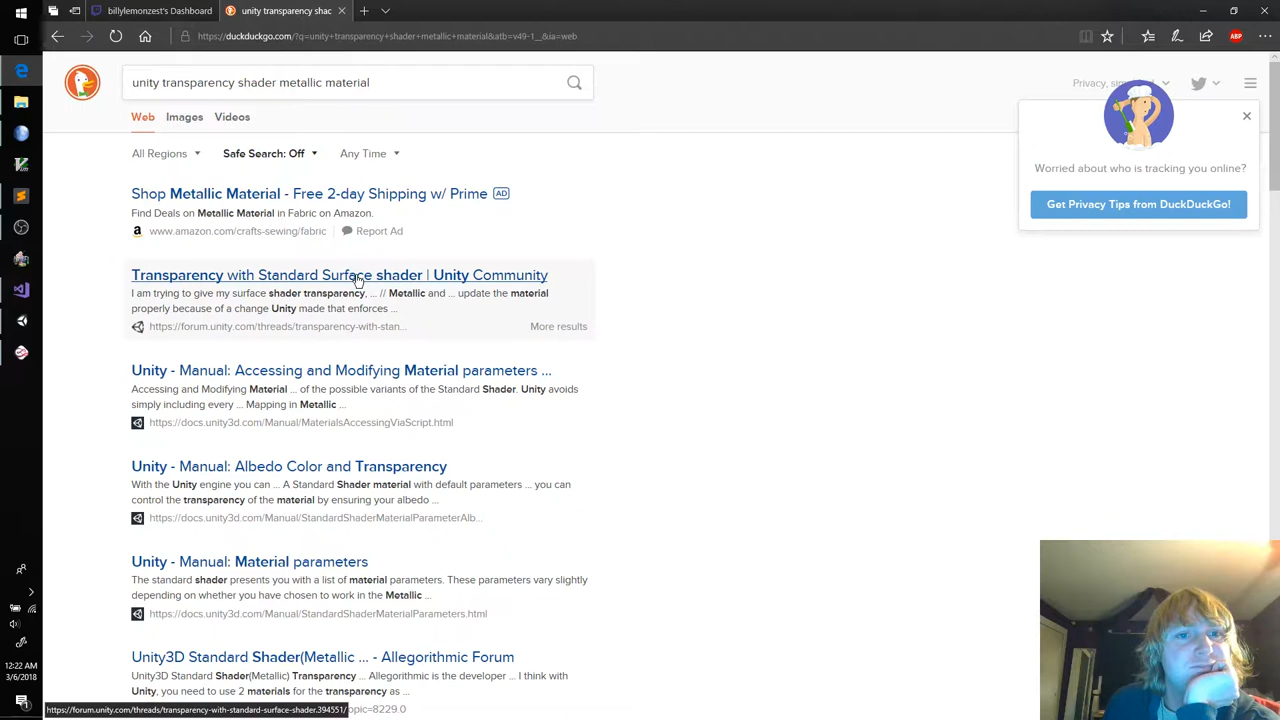 billylemonzest's Dashboard
unity transparency shac
https://duckduckgo.com/?q=unity+transparency+shader+metallic+material&atb=v49-1__&ia=web
ABP
unity transparency shader metallic material
Privacy, sim
Web Images Videos
All Regions Safe Search: Off Any Time
Worried about who is tracking you online?
Get Privacy Tips from DuckDuckGo!
Shop Metallic Material - Free 2-day Shipping w/ Prime AD
Find Deals on Metallic Material in Fabric on Amazon.
www.amazon.com/crafts-sewing/fabric Report Ad
Transparency with Standard Surface shader | Unity Community
I am trying to give my surface shader transparency, ... // Metallic and ... update the material
properly because of a change Unity made that enforces ...
https://forum.unity.com/threads/transparency-with-stan... More results
Unity - Manual: Accessing and Modifying Material parameters ...
Accessing and Modifying Material ... of the possible variants of the Standard Shader. Unity avoids
simply including every ... Mapping in Metallic ...
https://docs.unity3d.com/Manual/MaterialsAccessingViaScript.html
Unity - Manual: Albedo Color and Transparency
With the Unity engine you can ... A Standard Shader material with default parameters ... you can
control the transparency of the material by ensuring your albedo ...
https://docs.unity3d.com/Manual/StandardShaderMaterialParameterAlb...
Unity - Manual: Material parameters
The standard shader presents you with a list of material parameters. These parameters vary slightly
depending on whether you have chosen to work in the Metallic ...
https://docs.unity3d.com/Manual/StandardShaderMaterialParameters.html
Unity3D Standard Shader(Metallic ... - Allegorithmic Forum
Unity3D Standard Shader(Metallic) Transparency ... Allegorithmic is the developer ... I think with
Unity, you need to use 2 materials for the transparency as ...
opic=8229.0
https://forum.unity.com/threads/transparency-with-standard-surface-shader.394551/
12:22 AM
3/6/2018